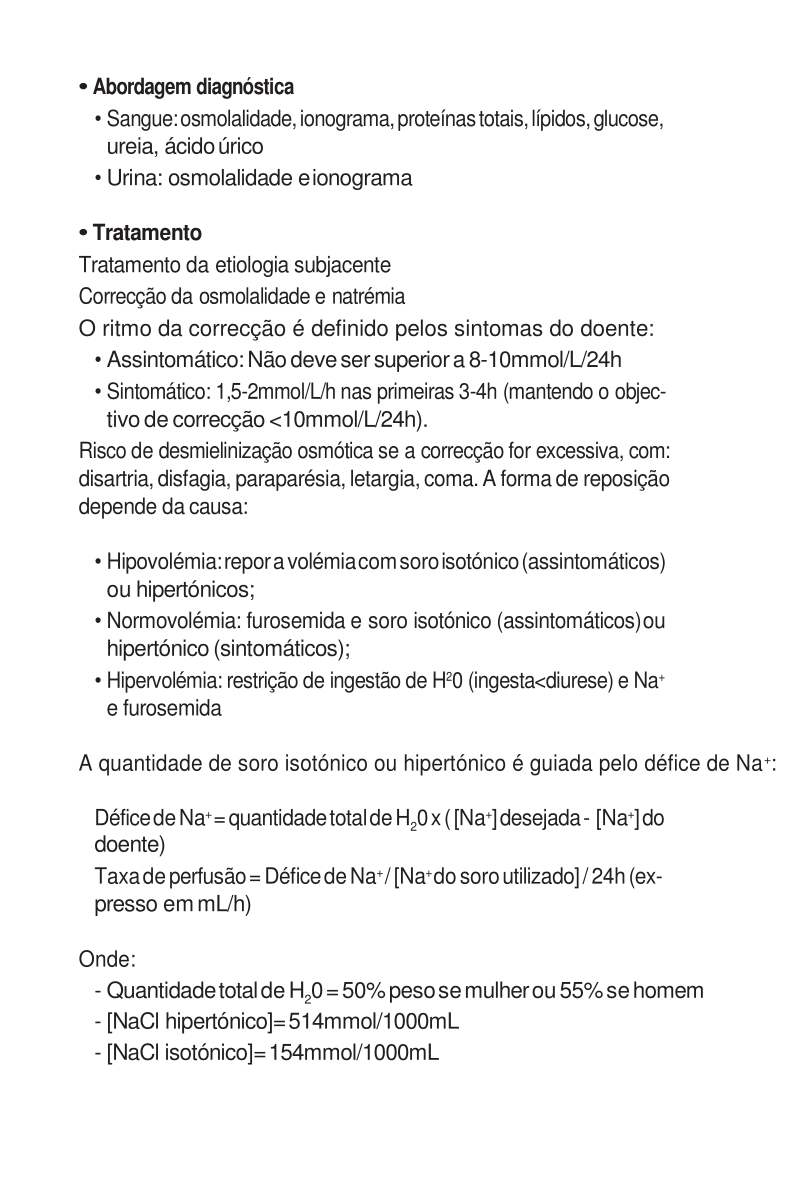 • Abordagem diagnóstica
• Sangue: osmolalidade, ionograma, proteínas totais, lípidos, glucose,
ureia, ácido úrico
• Urina: osmolalidade e ionograma
• Tratamento
Tratamento da etiologia subjacente
Correcção da osmolalidade e natrémia
O ritmo da correcção é definido pelos sintomas do doente:
• Assintomático: Não deve ser superior a 8-10mmol/L/24h
• Sintomático: 1,5-2mmol/L/h nas primeiras 3-4h (mantendo o objec-
tivo de correcção <10mmol/L/24h).
Risco de desmielinização osmótica se a correcção for excessiva, com:
disartria, disfagia, paraparésia, letargia, coma. A forma de reposição
depende da causa:
• Hipovolémia: repor a volémia com soro isotónico (assintomáticos)
ou hipertónicos;
• Normovolémia: furosemida e soro isotónico (assintomáticos) ou
hipertónico (sintomáticos);
• Hipervolémia: restrição de ingestão de H²0 (ingesta<diurese) e Na⁺
e furosemida
A quantidade de soro isotónico ou hipertónico é guiada pelo défice de Na⁺:
Défice de Na⁺ = quantidade total de H₂0 x ( [Na⁺] desejada - [Na⁺] do
doente)
Taxa de perfusão = Défice de Na⁺ / [Na⁺ do soro utilizado] / 24h (ex-
presso em mL/h)
Onde:
- Quantidade total de H₂0 = 50% peso se mulher ou 55% se homem
- [NaCl hipertónico]= 514mmol/1000mL
- [NaCl isotónico]= 154mmol/1000mL